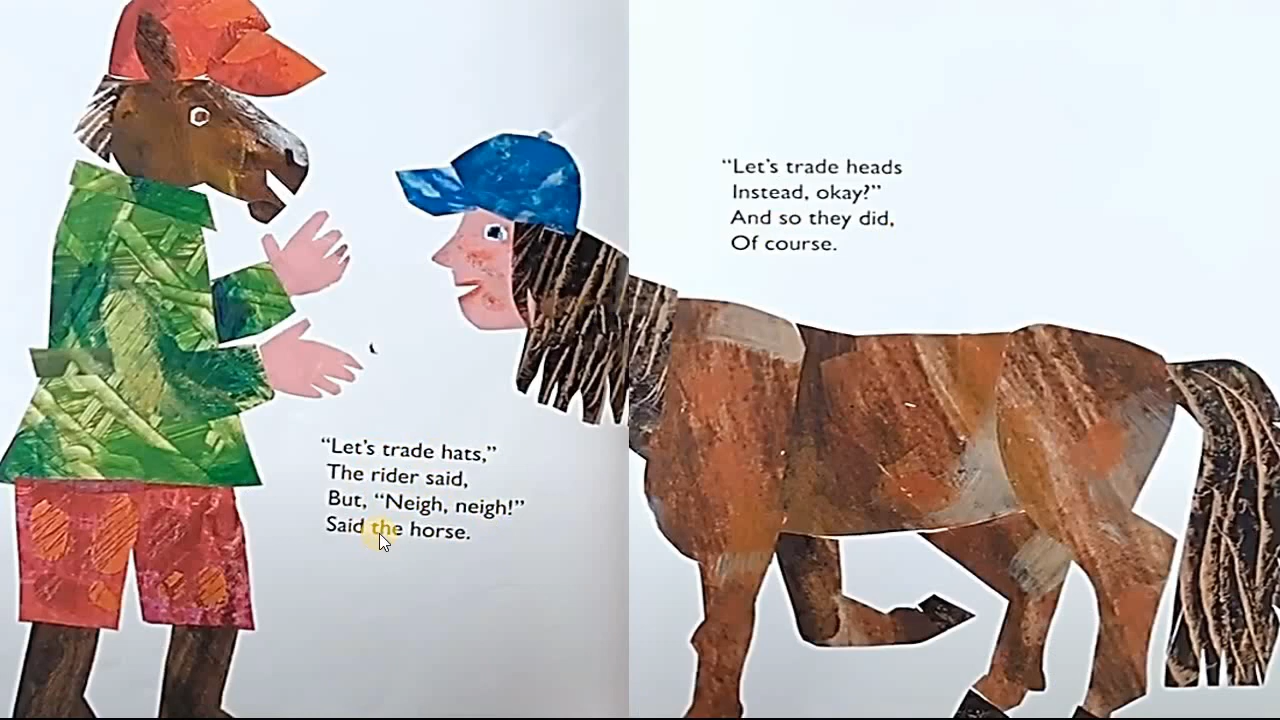 “Let’s trade hats,”
The rider said,
But, “Neigh, neigh!”
Said the horse.
“Let’s trade heads
Instead, okay?”
And so they did,
Of course.